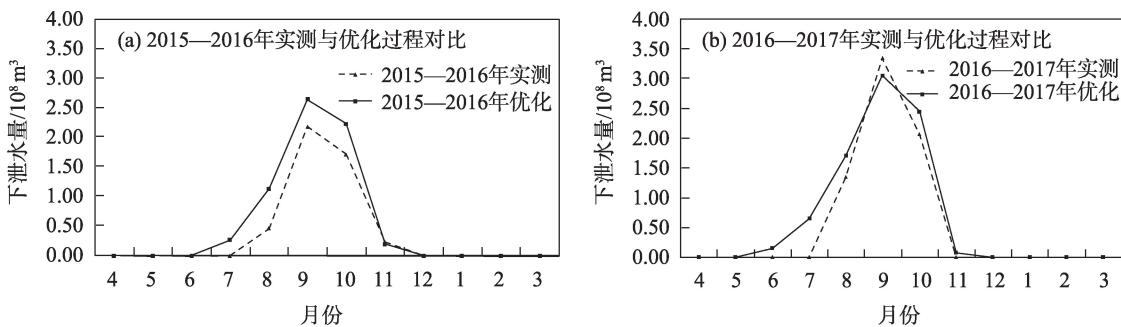 (a) 2015—2016年实测与优化过程对比
2015—2016年实测
2015—2016年优化
下泄水量/10⁸ m³
4.00
3.50
3.00
2.50
2.00
1.50
1.00
0.50
0.00
4 5 6 7 8 9 10 11 12 1 2 3
月份
(b) 2016—2017年实测与优化过程对比
2016—2017年实测
2016—2017年优化
下泄水量/10⁸ m³
4.00
3.50
3.00
2.50
2.00
1.50
1.00
0.50
0.00
4 5 6 7 8 9 10 11 12 1 2 3
月份